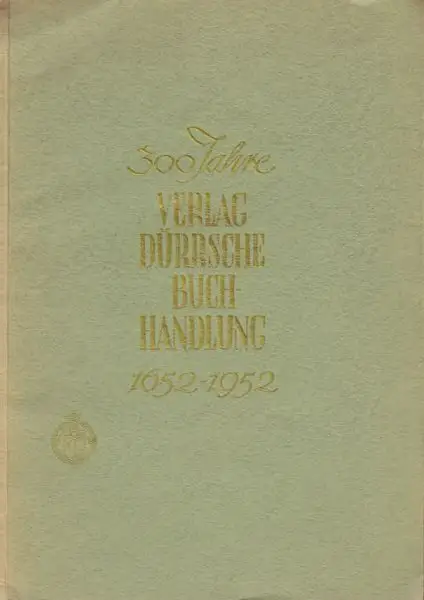 300 Jahre
VERLAG
DÜRRSCHE
BUCH-
HANDLUNG
1652-1952